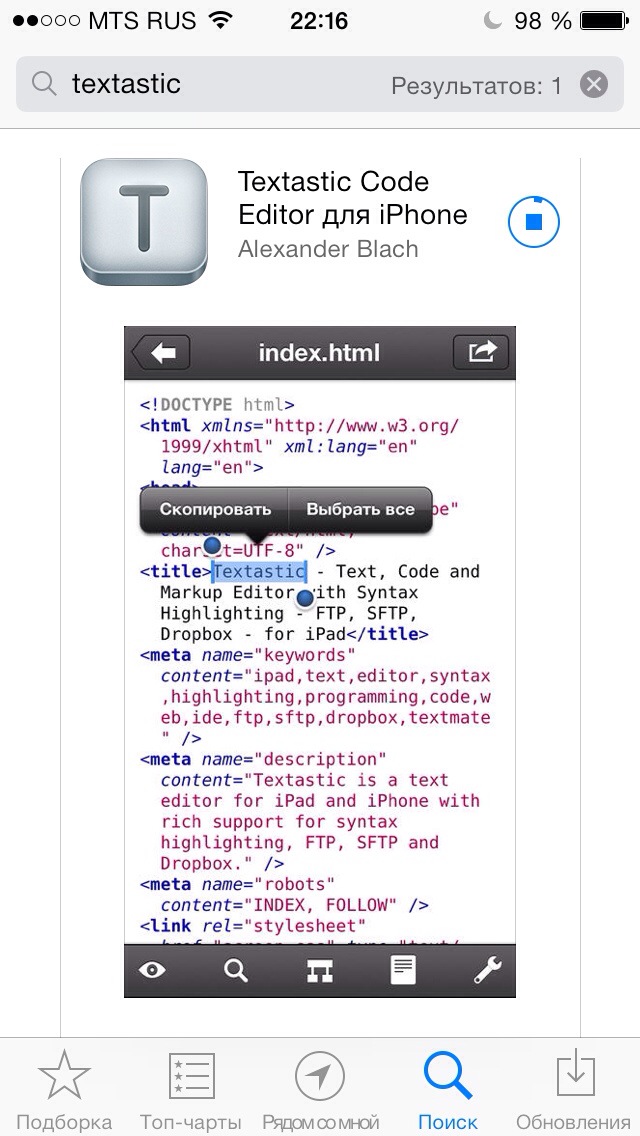 MTS RUS 22:16 98 %
textastic Результатов: 1
T
Textastic Code
Editor для iPhone
Alexander Blach
index.html
<!DOCTYPE html>
<html xmlns="http://www.w3.org/
1999/xhtml" xml:lang="en"
lang="en">
<head>
Скопировать Выбрать все
charset=UTF-8" />
<title>Textastic - Text, Code and
Markup Editor with Syntax
Highlighting - FTP, SFTP,
Dropbox - for iPad</title>
<meta name="keywords"
content="ipad,text,editor,syntax
,highlighting,programming,code,w
eb,ide,ftp,sftp,dropbox,textmate
" />
<meta name="description"
content="Textastic is a text
editor for iPad and iPhone with
rich support for syntax
highlighting, FTP, SFTP and
Dropbox." />
<meta name="robots"
content="INDEX, FOLLOW" />
<link rel="stylesheet"
Подборка Топ-чарты Рядом со мной Поиск Обновления